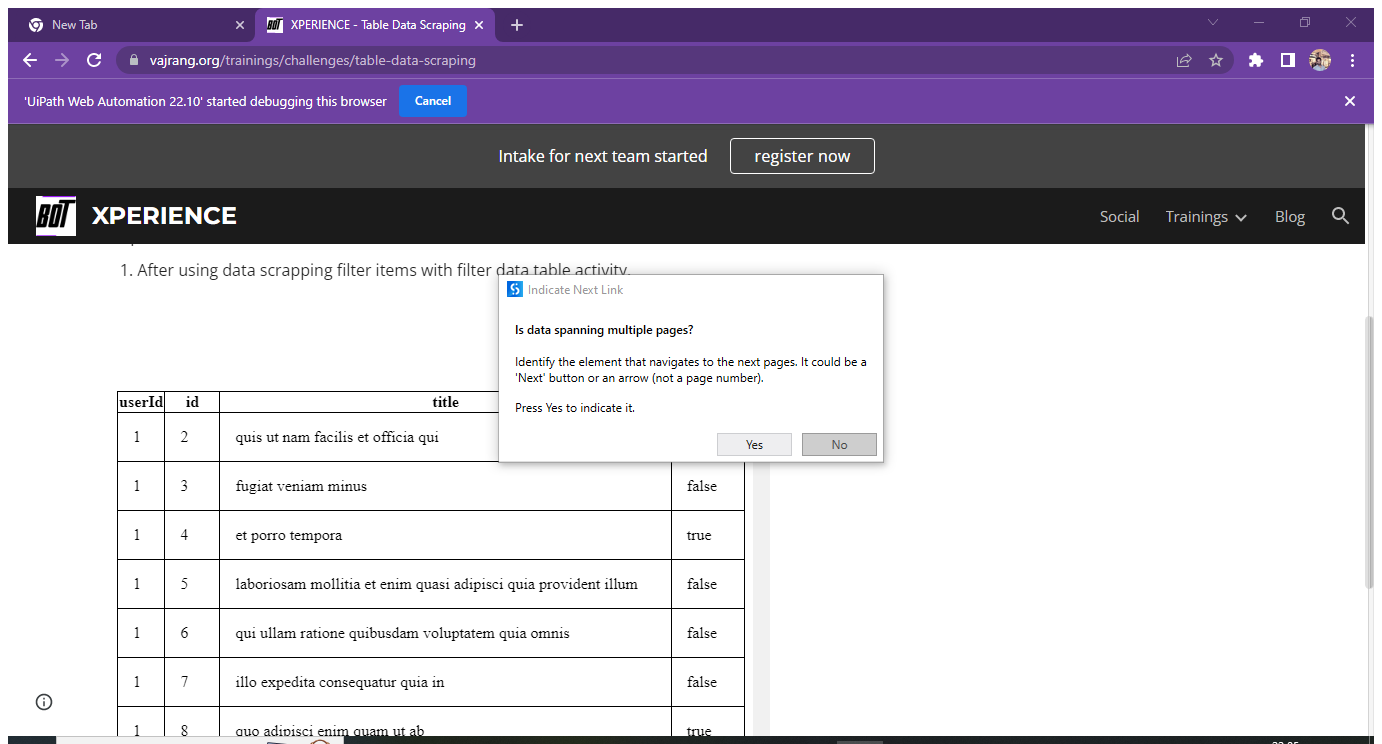 New Tab
BOT XPERIENCE - Table Data Scraping
vajrang.org/trainings/challenges/table-data-scraping
'UiPath Web Automation 22.10' started debugging this browser Cancel
Intake for next team started register now
BOT XPERIENCE Social Trainings Blog
1. After using data scrapping filter items with filter data table activity.
Indicate Next Link
Is data spanning multiple pages?
Identify the element that navigates to the next pages. It could be a
'Next' button or an arrow (not a page number).
Press Yes to indicate it.
Yes No
userId id title
1 2 quis ut nam facilis et officia qui
1 3 fugiat veniam minus false
1 4 et porro tempora true
1 5 laboriosam mollitia et enim quasi adipisci quia provident illum false
1 6 qui ullam ratione quibusdam voluptatem quia omnis false
1 7 illo expedita consequatur quia in false
1 8 quo adipisci enim quam ut ab true